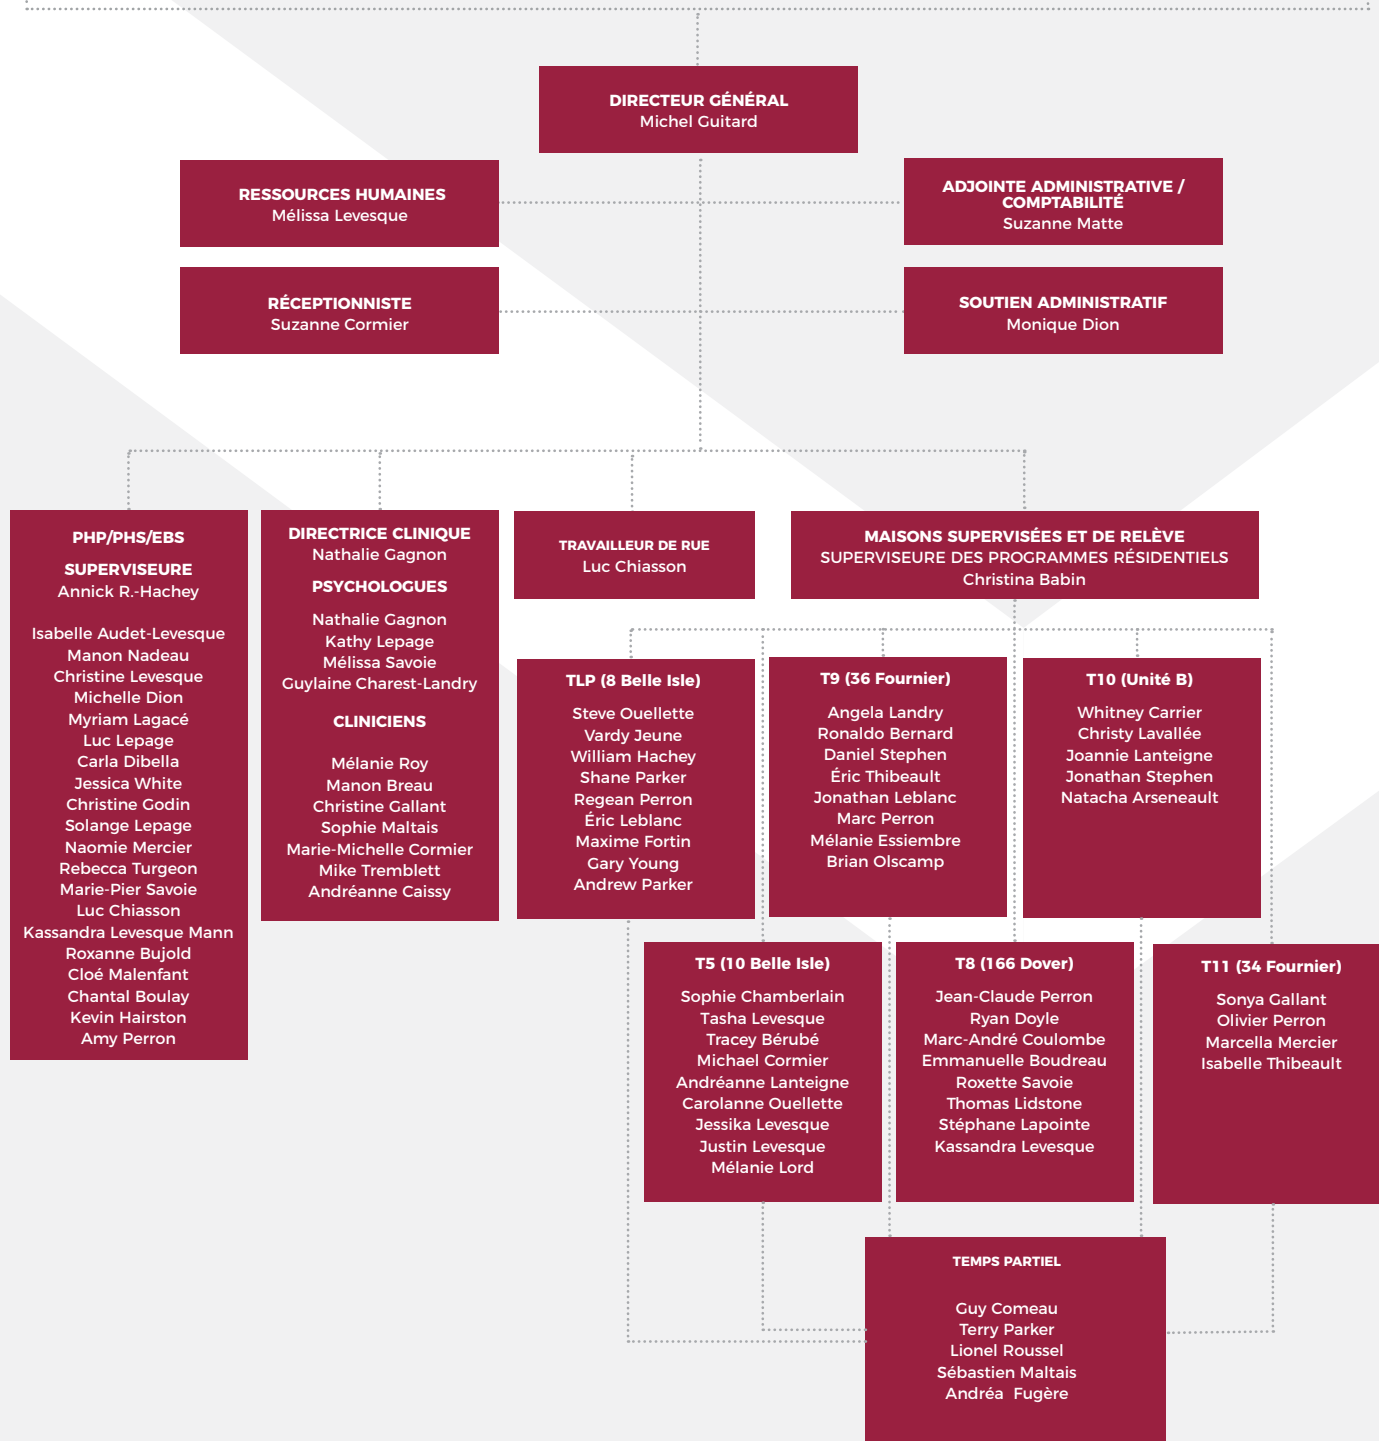 DIRECTEUR GÉNÉRAL
Michel Guitard
RESSOURCES HUMAINES
Mélissa Levesque
ADJOINTE ADMINISTRATIVE /
COMPTABILITÉ
Suzanne Matte
RÉCEPTIONNISTE
Suzanne Cormier
SOUTIEN ADMINISTRATIF
Monique Dion
PHP/PHS/EBS
SUPERVISEURE
Annick R.-Hachey
Isabelle Audet-Levesque
Manon Nadeau
Christine Levesque
Michelle Dion
Myriam Lagacé
Luc Lepage
Carla Dibella
Jessica White
Christine Godin
Solange Lepage
Naomie Mercier
Rebecca Turgeon
Marie-Pier Savoie
Luc Chiasson
Kassandra Levesque Mann
Roxanne Bujold
Cloé Malenfant
Chantal Boulay
Kevin Hairston
Amy Perron
DIRECTRICE CLINIQUE
Nathalie Gagnon
PSYCHOLOGUES
Nathalie Gagnon
Kathy Lepage
Mélissa Savoie
Guylaine Charest-Landry
CLINICIENS
Mélanie Roy
Manon Breau
Christine Gallant
Sophie Maltais
Marie-Michelle Cormier
Mike Tremblett
Andréanne Caissy
TRAVAILLEUR DE RUE
Luc Chiasson
MAISONS SUPERVISÉES ET DE RELÈVE
SUPERVISEURE DES PROGRAMMES RÉSIDENTIELS
Christina Babin
TLP (8 Belle Isle)
Steve Ouellette
Vardy Jeune
William Hachey
Shane Parker
Regean Perron
Éric Leblanc
Maxime Fortin
Gary Young
Andrew Parker
T9 (36 Fournier)
Angela Landry
Ronaldo Bernard
Daniel Stephen
Éric Thibeault
Jonathan Leblanc
Marc Perron
Mélanie Essiembre
Brian Olscamp
T10 (Unité B)
Whitney Carrier
Christy Lavallée
Joannie Lanteigne
Jonathan Stephen
Natacha Arseneault
T5 (10 Belle Isle)
Sophie Chamberlain
Tasha Levesque
Tracey Bérubé
Michael Cormier
Andréanne Lanteigne
Carolanne Ouellette
Jessika Levesque
Justin Levesque
Mélanie Lord
T8 (166 Dover)
Jean-Claude Perron
Ryan Doyle
Marc-André Coulombe
Emmanuelle Boudreau
Roxette Savoie
Thomas Lidstone
Stéphane Lapointe
Kassandra Levesque
T11 (34 Fournier)
Sonya Gallant
Olivier Perron
Marcella Mercier
Isabelle Thibeault
TEMPS PARTIEL
Guy Comeau
Terry Parker
Lionel Roussel
Sébastien Maltais
Andréa Fugère